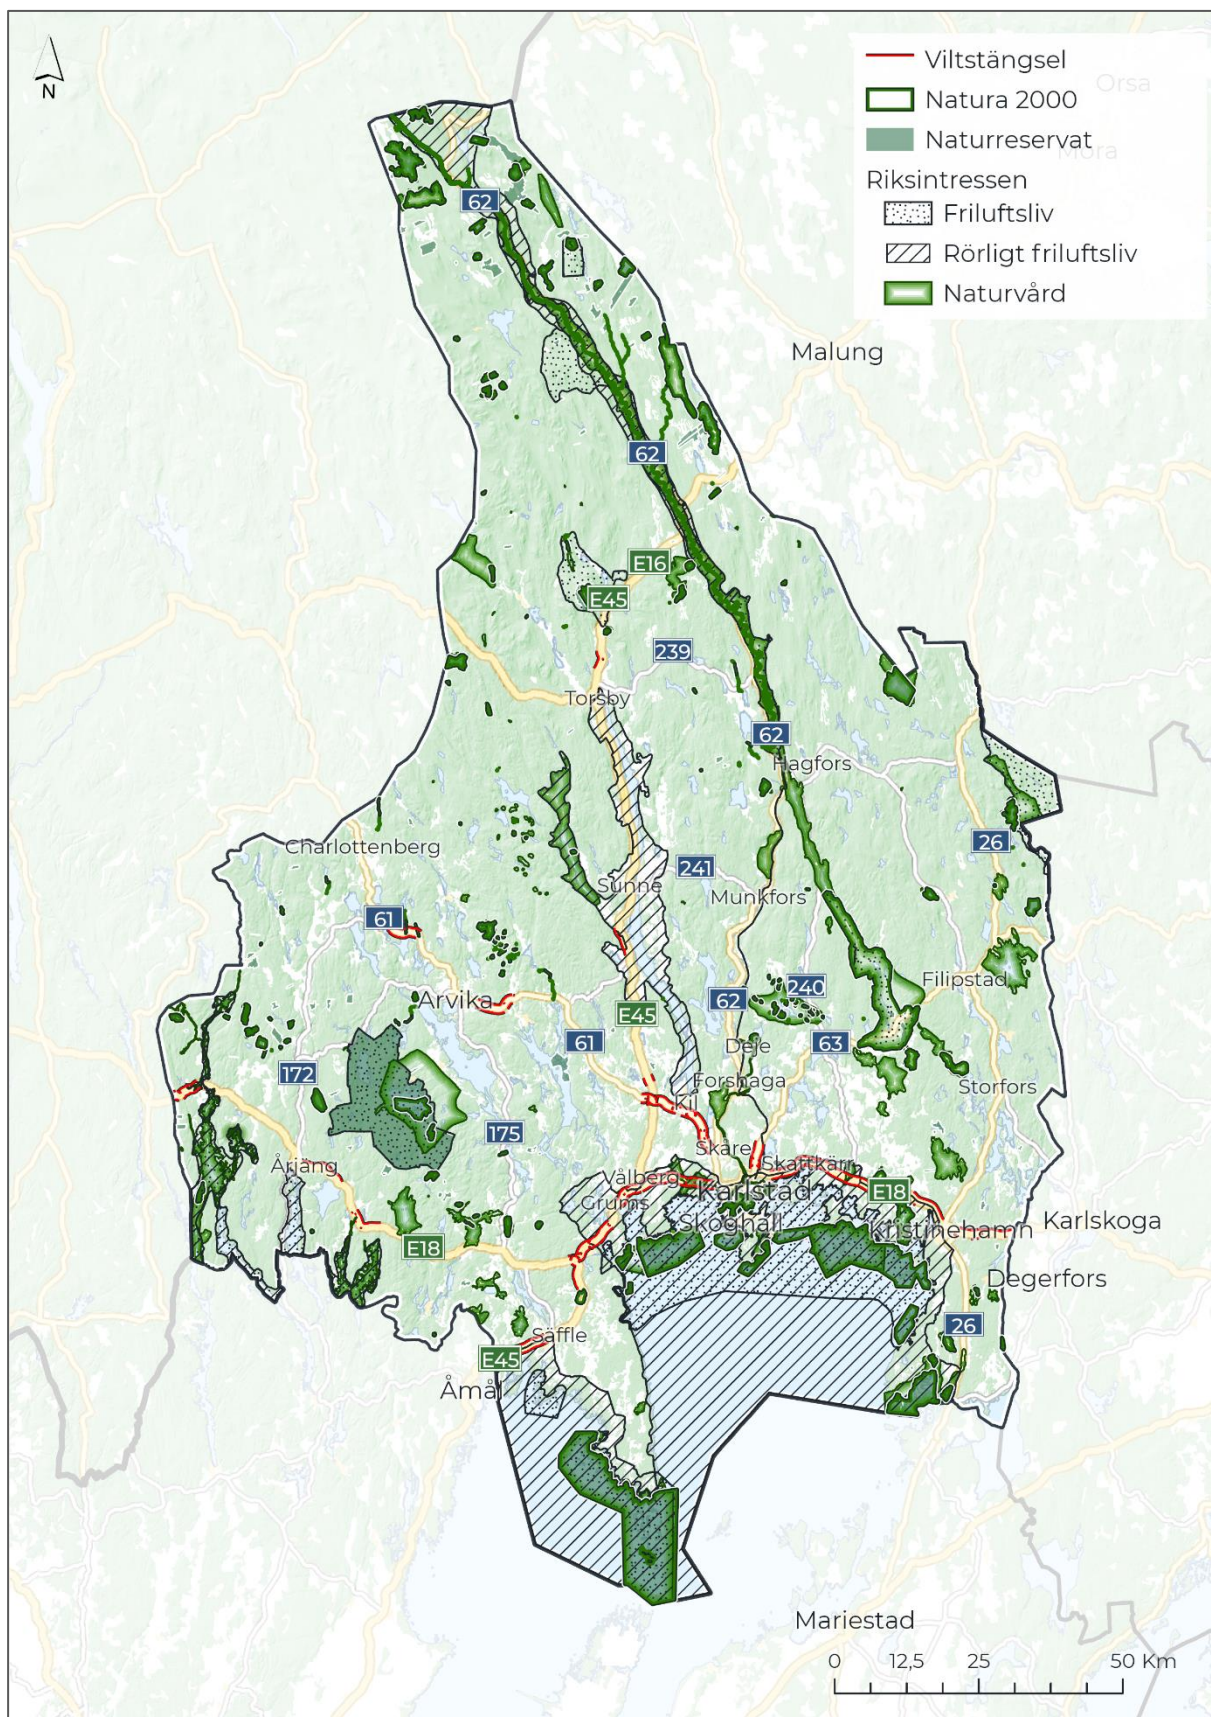 N
Viltstängsel
Natura 2000
Orsa
Naturreservat
Mora
Riksintressen
Friluftsliv
Rörligt friluftsliv
Naturvård
62
Malung
62
E16
E45
239
Torsby
62
Hagfors
26
Charlottenberg
241
Sunne
Munkfors
61
Filipstad
Arvika
240
62
E45
61
63
Deje
172
Forshaga
Storfors
Kil
175
Skåre
Årjäng
Skattkärr
Vålberg
Karlstad
E18
Grums
Skoghall
Kristinehamn
Karlskoga
E18
Degerfors
26
Säffle
E45
Åmål
Mariestad
0 12,5 25 50 Km